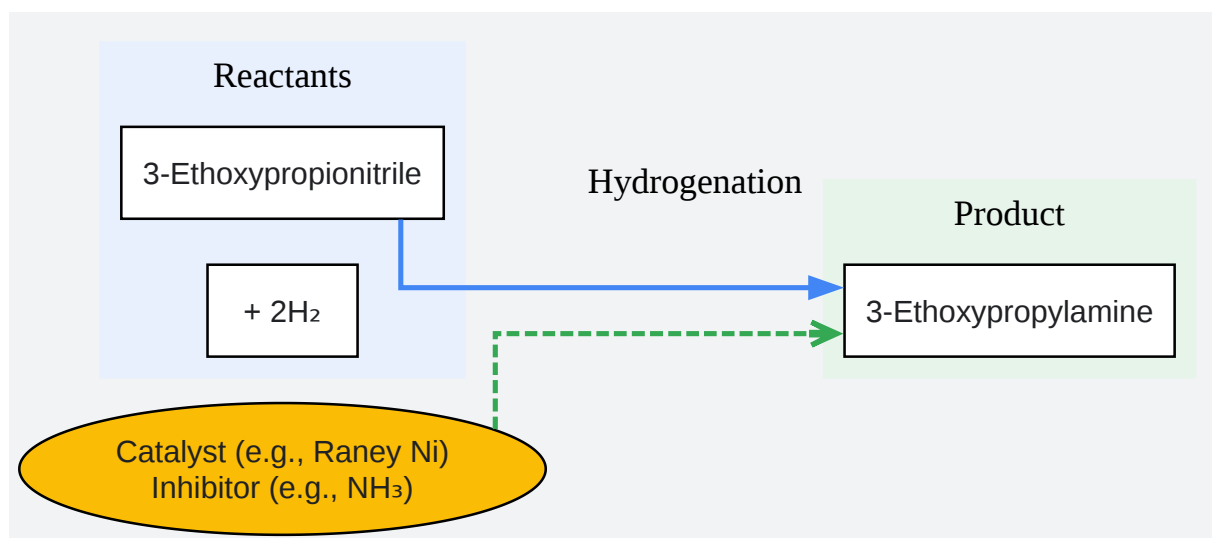 Reactants
3-Ethoxypropionitrile
Hydrogenation
Product
+ 2H₂
3-Ethoxypropylamine
Catalyst (e.g., Raney Ni)
Inhibitor (e.g., NH₃)